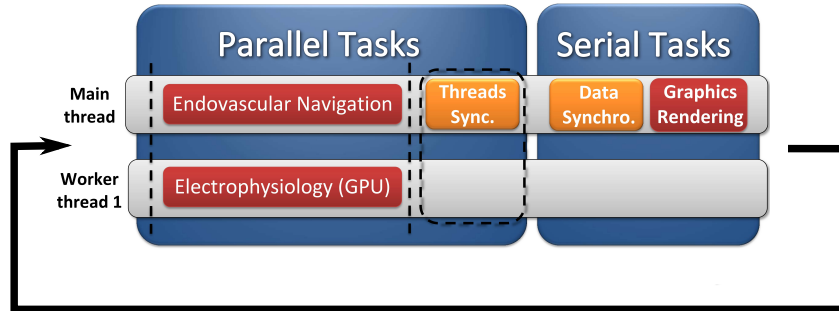 Parallel Tasks
Serial Tasks
Main
thread
Endovascular Navigation
Threads
Sync.
Data
Synchro.
Graphics
Rendering
Worker
thread 1
Electrophysiology (GPU)